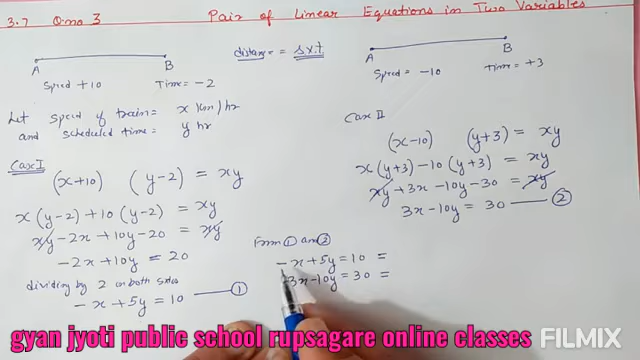 3.7 Q.no 3 Pair of Linear Equations in Two Variables
A B
Speed +10 Time = -2
distance = s×t
A B
Speed = -10 Time = +3
Let speed of train = x km/hr
and scheduled time = y hr
Case I
(x+10) (y-2) = xy
x(y-2)+10(y-2) = xy
xy-2x+10y-20 = xy
-2x+10y = 20
dividing by 2 on both sides
-x+5y = 10 — 1
Case II
(x-10) (y+3) = xy
x(y+3)-10(y+3) = xy
xy+3x-10y-30 = xy
3x-10y = 30 — 2
From 1 and 2
-x+5y = 10 =
3x-10y = 30 =
gyan jyoti public school rupsagare online classes
FILMIX